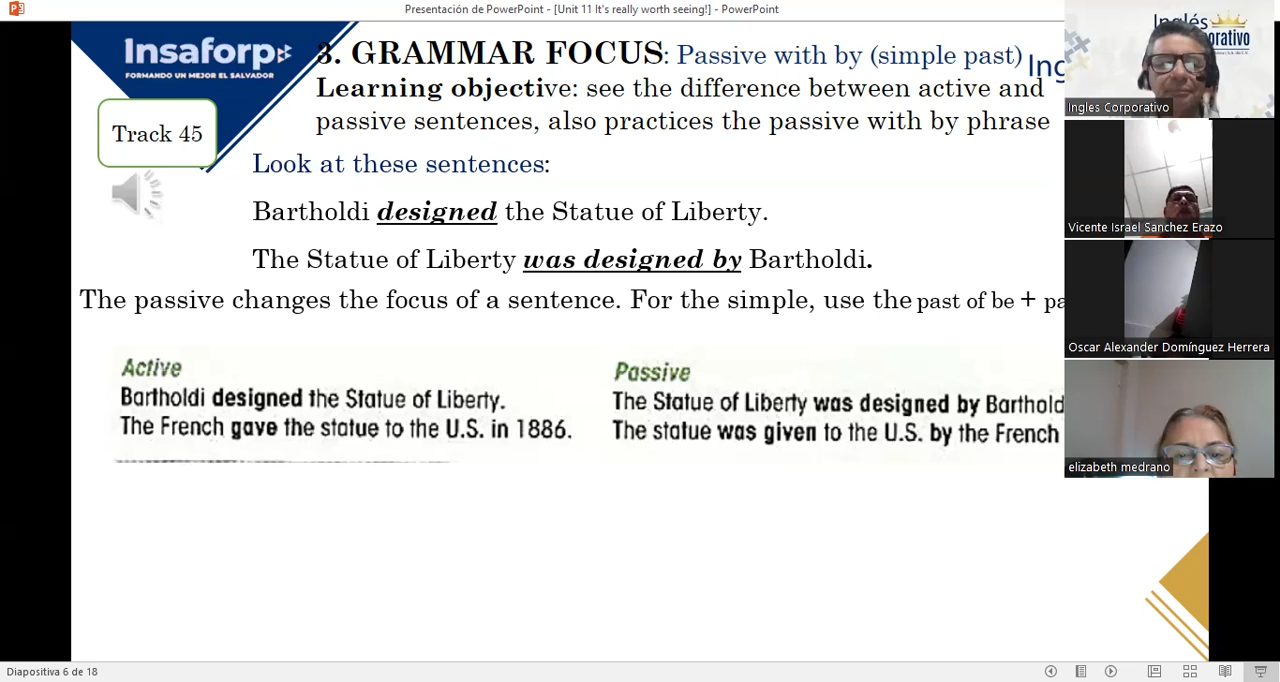 Presentación de PowerPoint - [Unit 11 It's really worth seeing!] - PowerPoint
Insaforp
FORMANDO UN MEJOR EL SALVADOR
3. GRAMMAR FOCUS: Passive with by (simple past)
Learning objective: see the difference between active and
passive sentences, also practices the passive with by phrase
Track 45
Look at these sentences:
Bartholdi designed the Statue of Liberty.
The Statue of Liberty was designed by Bartholdi.
The passive changes the focus of a sentence. For the simple, use the past of be + pa
Active
Bartholdi designed the Statue of Liberty.
The French gave the statue to the U.S. in 1886.
Passive
The Statue of Liberty was designed by Barthold
The statue was given to the U.S. by the French
Inglés
orativo
Ing
Ingles Corporativo
Vicente Israel Sanchez Erazo
Oscar Alexander Domínguez Herrera
elizabeth medrano
Diapositiva 6 de 18